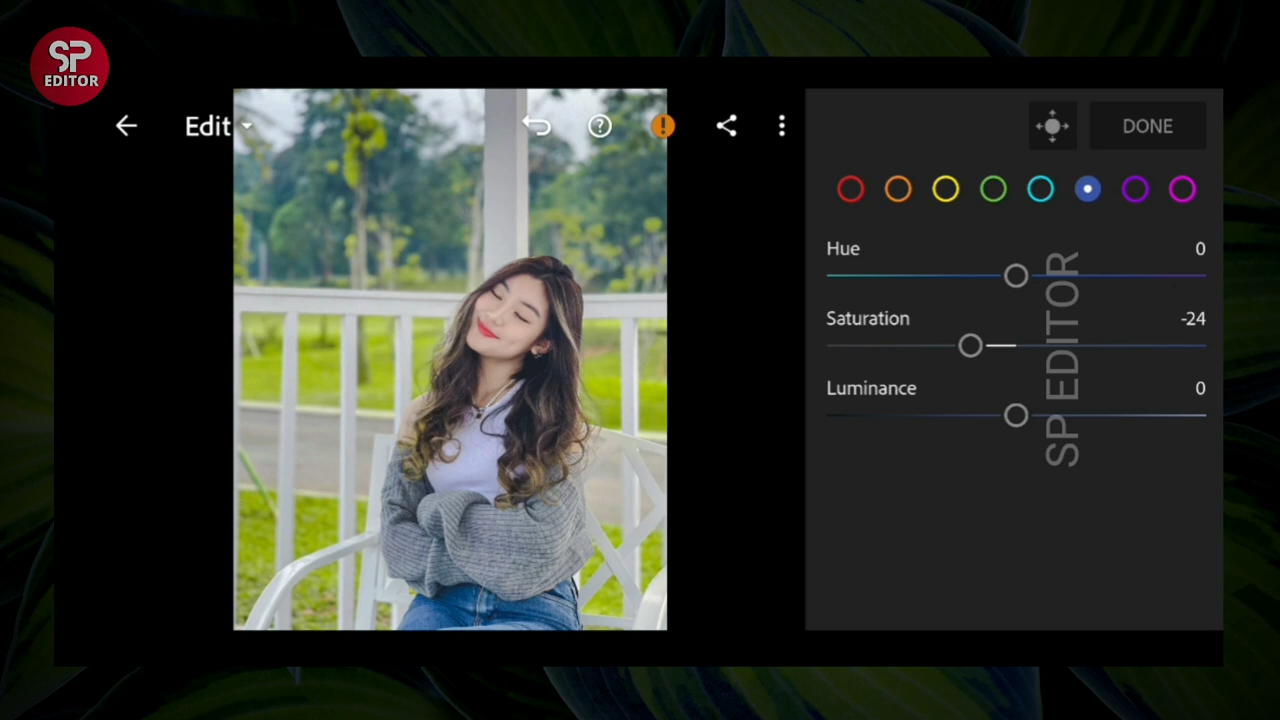 SP
EDITOR
Edit
DONE
Hue 0
Saturation -24
Luminance 0
SP EDITOR